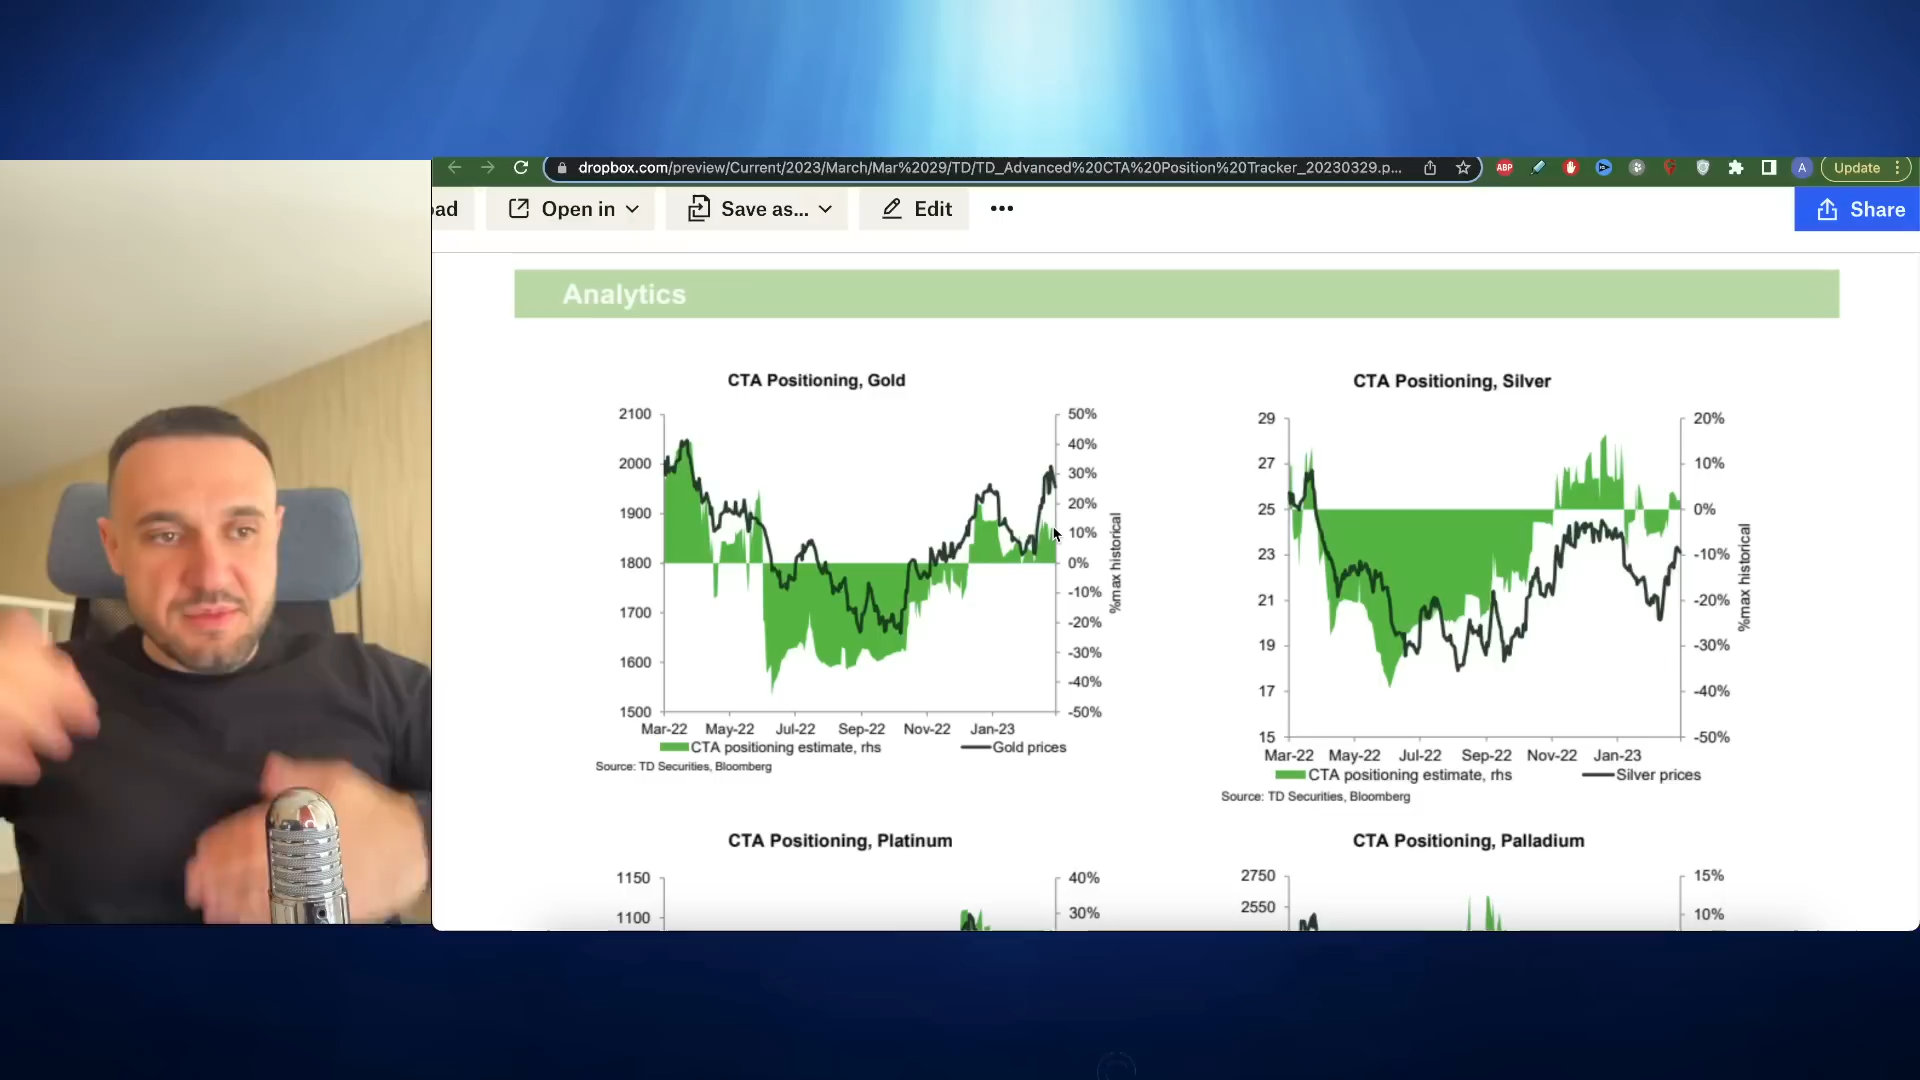 dropbox.com/preview/Current/2023/March/Mar%2029/TD/TD_Advanced%20CTA%20Position%20Tracker_20230329.p...
ABP
A
Update
ad
Open in
Save as...
Edit
Share
Analytics
CTA Positioning, Gold
2100
2000
1900
1800
1700
1600
1500
50%
40%
30%
20%
10%
0%
-10%
-20%
-30%
-40%
-50%
%max historical
Mar-22 May-22 Jul-22 Sep-22 Nov-22 Jan-23
CTA positioning estimate, rhs
Gold prices
Source: TD Securities, Bloomberg
CTA Positioning, Silver
29
27
25
23
21
19
17
15
20%
10%
0%
-10%
-20%
-30%
-40%
-50%
%max historical
Mar-22 May-22 Jul-22 Sep-22 Nov-22 Jan-23
CTA positioning estimate, rhs
Silver prices
Source: TD Securities, Bloomberg
CTA Positioning, Platinum
1150
1100
40%
30%
CTA Positioning, Palladium
2750
2550
15%
10%